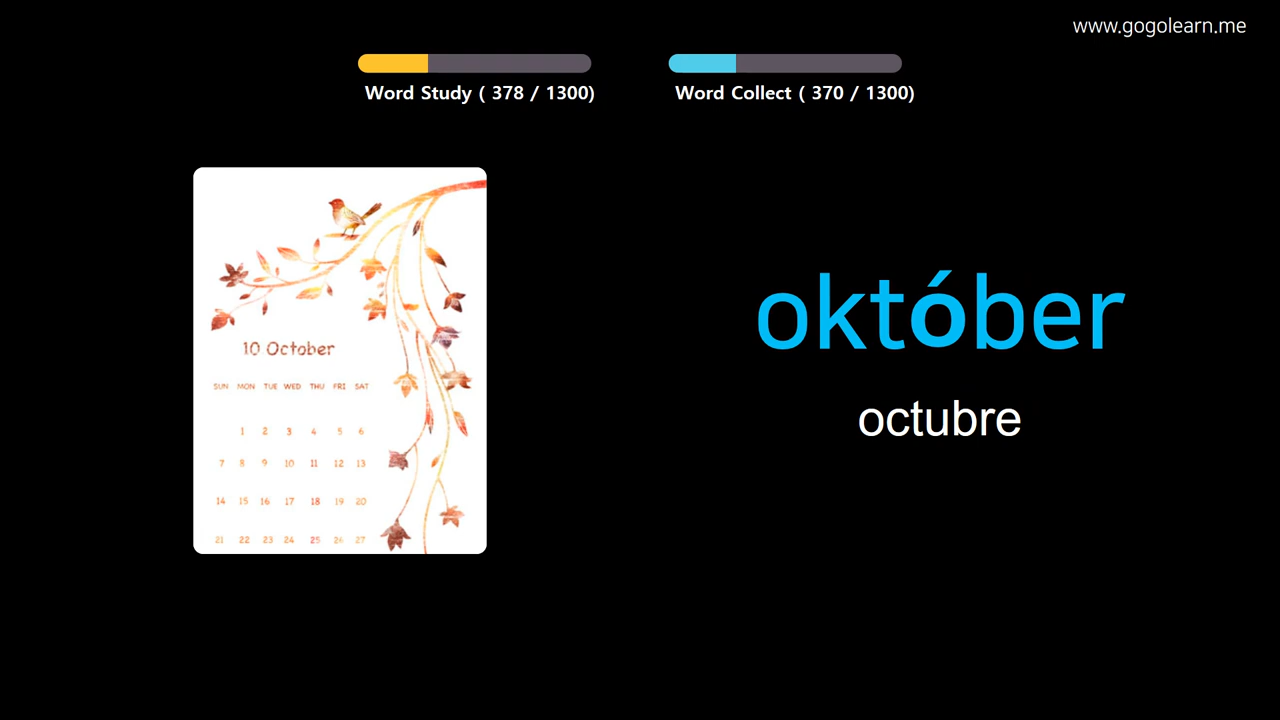 www.gogolearn.me
Word Study ( 378 / 1300)
Word Collect ( 370 / 1300)
10 October
SUN MON TUE WED THU FRI SAT
1 2 3 4 5 6
7 8 9 10 11 12 13
14 15 16 17 18 19 20
21 22 23 24 25 26 27
október
octubre